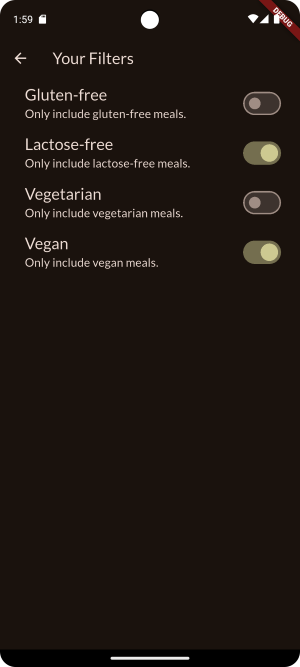 1:59
DEBUG
Your Filters
Gluten-free
Only include gluten-free meals.
Lactose-free
Only include lactose-free meals.
Vegetarian
Only include vegetarian meals.
Vegan
Only include vegan meals.